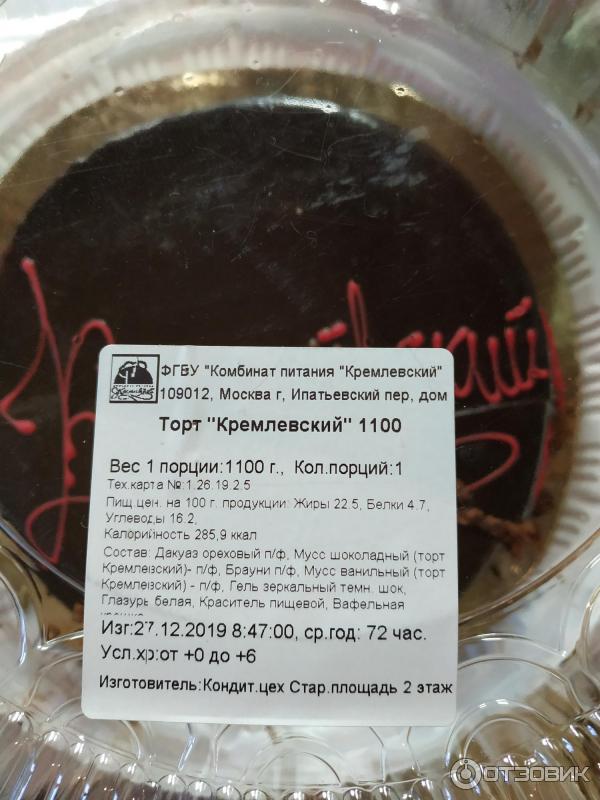 ФГБУ "Комбинат питания "Кремлевский"
109012, Москва г, Ипатьевский пер, дом
Торт "Кремлевский" 1100
Вес 1 порции:1100 г., Кол.порций:1
Тех.карта №:1.26.19.2.5
Пищ.цен. на 100 г. продукции: Жиры 22.5, Белки 4.7,
Углеводы 16.2,
Калорийность 285,9 ккал
Состав: Дакуаз ореховый п/ф, Мусс шоколадный (торт
Кремлевский)- п/ф, Брауни п/ф, Мусс ванильный (торт
Кремлевский) - п/ф, Гель зеркальный темн. шок,
Глазурь белая, Краситель пищевой, Вафельная
Изг:27.12.2019 8:47:00, ср.год: 72 час.
Усл.хр:от +0 до +6
Изготовитель:Кондит.цех Стар.площадь 2 этаж
ОТЗОВИК